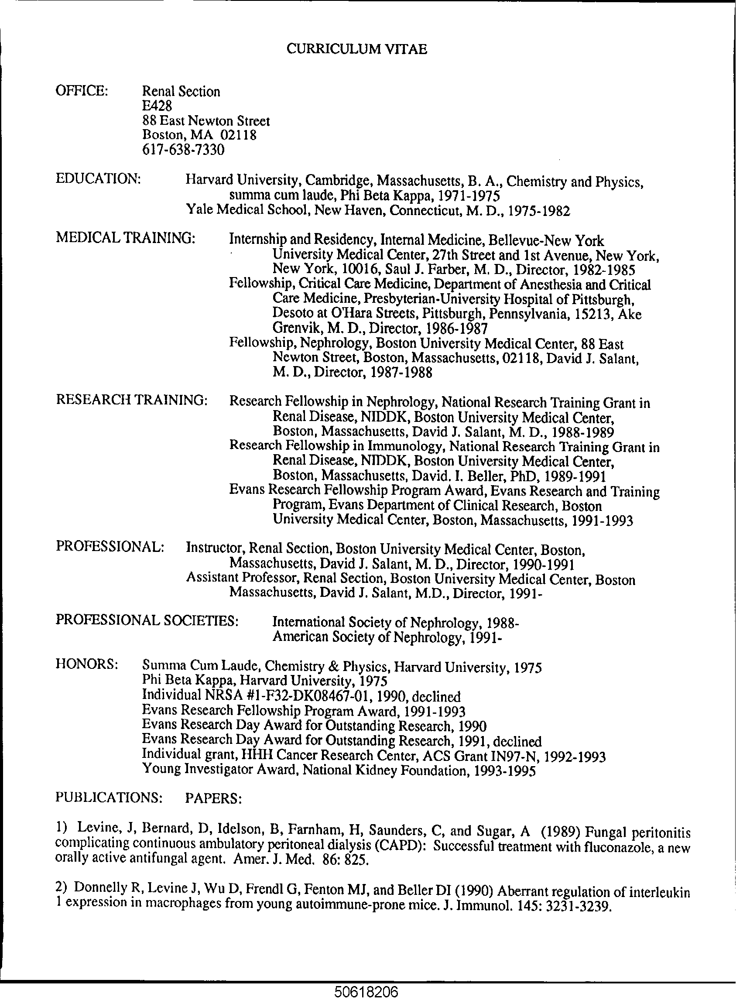 CURRICULUM VITAE
OFFICE: Renal Section
E428
88 East Newton Street
Boston, MA 02118
617-638-7330
EDUCATION: Harvard University, Cambridge, Massachusetts, B. A., Chemistry and Physics,
summa cum laude, Phi Beta Kappa, 1971-1975
Yale Medical School, New Haven, Connecticut, M. D., 1975-1982
MEDICAL TRAINING: Internship and Residency, Internal Medicine, Bellevue-New York
University Medical Center, 27th Street and 1st Avenue, New York,
New York, 10016, Saul J. Farber, M. D., Director, 1982-1985
Fellowship, Critical Care Medicine, Department of Anesthesia and Critical
Care Medicine, Presbyterian-University Hospital of Pittsburgh,
Desoto at O'Hara Streets, Pittsburgh, Pennsylvania, 15213, Ake
Grenvik, M. D., Director, 1986-1987
Fellowship, Nephrology, Boston University Medical Center, 88 East
Newton Street, Boston, Massachusetts, 02118, David J. Salant,
M. D., Director, 1987-1988
RESEARCH TRAINING: Research Fellowship in Nephrology, National Research Training Grant in
Renal Disease, NIDDK, Boston University Medical Center,
Boston, Massachusetts, David J. Salant, M. D., 1988-1989
Research Fellowship in Immunology, National Research Training Grant in
Renal Disease, NIDDK, Boston University Medical Center,
Boston, Massachusetts, David. I. Beller, PhD, 1989-1991
Evans Research Fellowship Program Award, Evans Research and Training
Program, Evans Department of Clinical Research, Boston
University Medical Center, Boston, Massachusetts, 1991-1993
PROFESSIONAL: Instructor, Renal Section, Boston University Medical Center, Boston,
Massachusetts, David J. Salant, M. D., Director, 1990-1991
Assistant Professor, Renal Section, Boston University Medical Center, Boston
Massachusetts, David J. Salant, M.D., Director, 1991-
PROFESSIONAL SOCIETIES: International Society of Nephrology, 1988-
American Society of Nephrology, 1991-
HONORS: Summa Cum Laude, Chemistry & Physics, Harvard University, 1975
Phi Beta Kappa, Harvard University, 1975
Individual NRSA #1-F32-DK08467-01, 1990, declined
Evans Research Fellowship Program Award, 1991-1993
Evans Research Day Award for Outstanding Research, 1990
Evans Research Day Award for Outstanding Research, 1991, declined
Individual grant, HHH Cancer Research Center, ACS Grant IN97-N, 1992-1993
Young Investigator Award, National Kidney Foundation, 1993-1995
PUBLICATIONS: PAPERS:
1) Levine, J, Bernard, D, Idelson, B, Farnham, H, Saunders, C, and Sugar, A (1989) Fungal peritonitis
complicating continuous ambulatory peritoneal dialysis (CAPD): Successful treatment with fluconazole, a new
orally active antifungal agent. Amer. J. Med. 86: 825.
2) Donnelly R, Levine J, Wu D, Frendl G, Fenton MJ, and Beller DI (1990) Aberrant regulation of interleukin
1 expression in macrophages from young autoimmune-prone mice. J. Immunol. 145: 3231-3239.
50618206